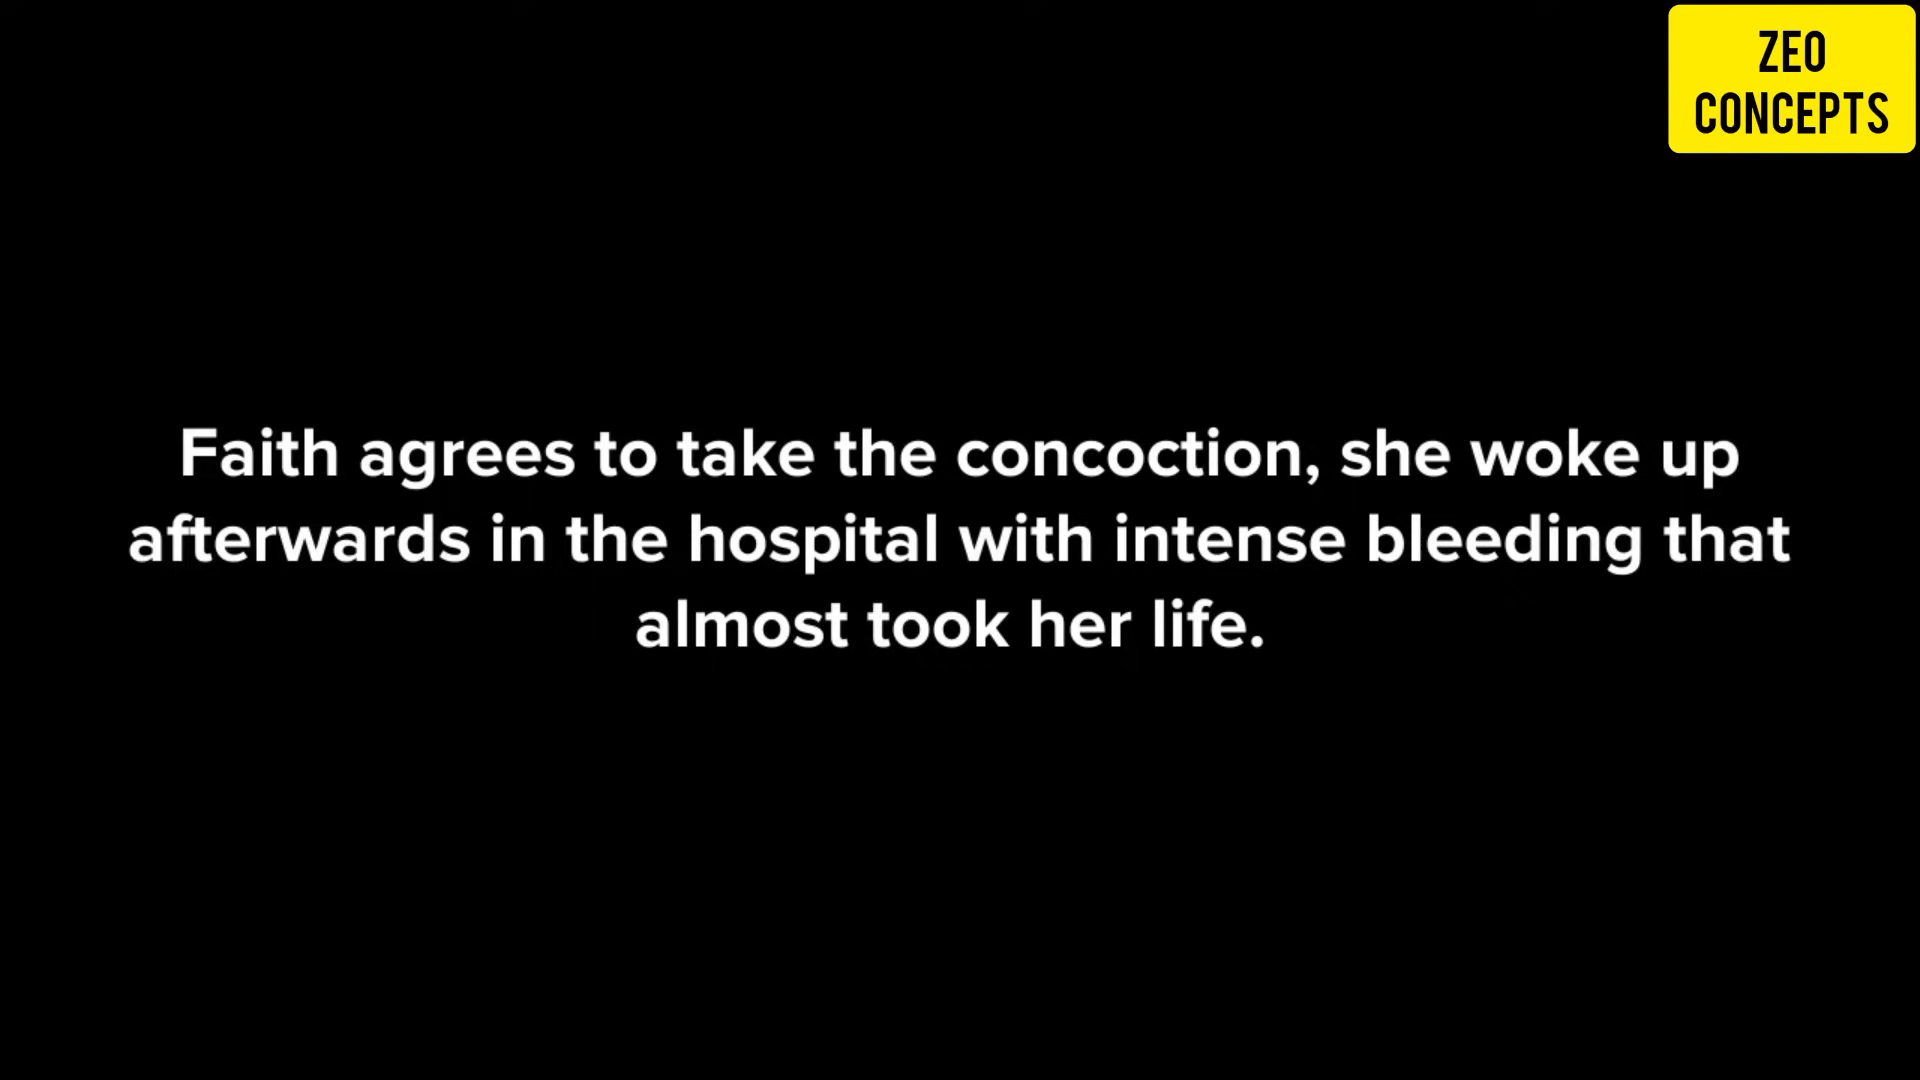 ZEO
CONCEPTS
Faith agrees to take the concoction, she woke up
afterwards in the hospital with intense bleeding that
almost took her life.